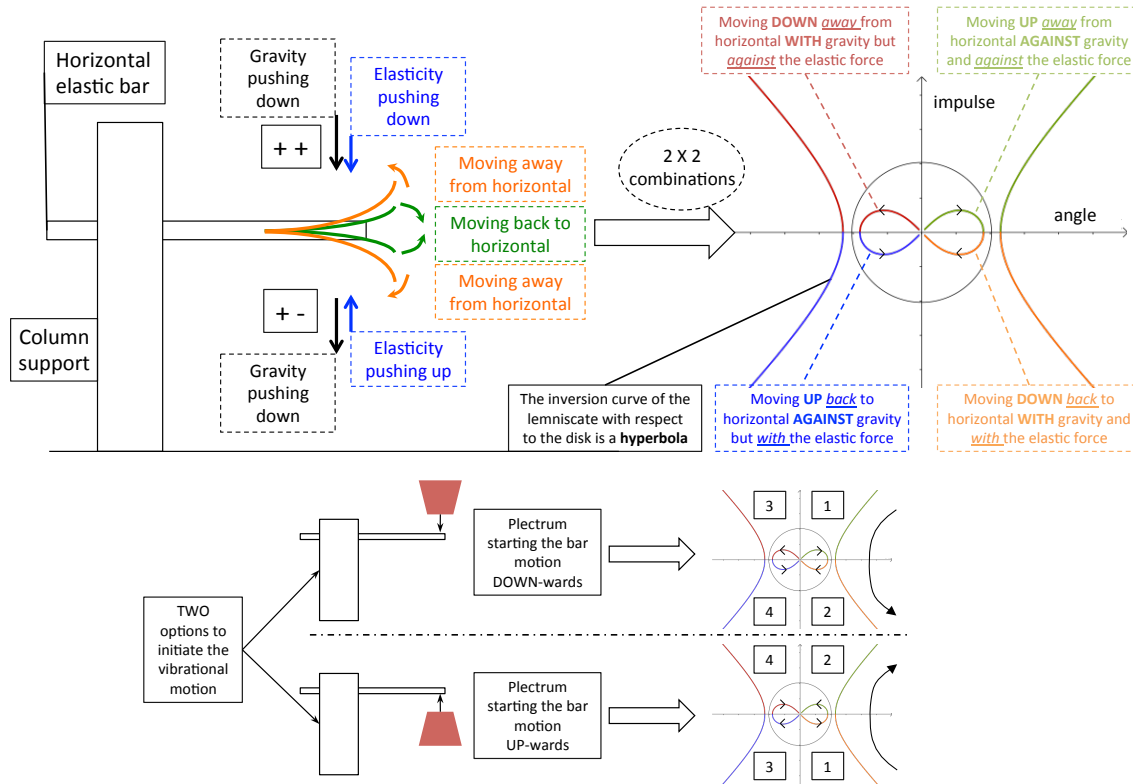 Horizontal
elastic bar
Gravity
pushing
down
Elasticity
pushing
down
+ +
Moving away
from horizontal
Moving back to
horizontal
Moving away
from horizontal
+ -
Gravity
pushing
down
Elasticity
pushing up
Column
support
2 X 2
combinations
Moving DOWN away from
horizontal WITH gravity but
against the elastic force
Moving UP away from
horizontal AGAINST gravity
and against the elastic force
impulse
angle
The inversion curve of the
lemniscate with respect
to the disk is a hyperbola
Moving UP back to
horizontal AGAINST gravity
but with the elastic force
Moving DOWN back to
horizontal WITH gravity and
with the elastic force
TWO
options to
initiate the
vibrational
motion
Plectrum
starting the bar
motion
DOWN-wards
3
1
4
2
Plectrum
starting the bar
motion
UP-wards
4
2
3
1